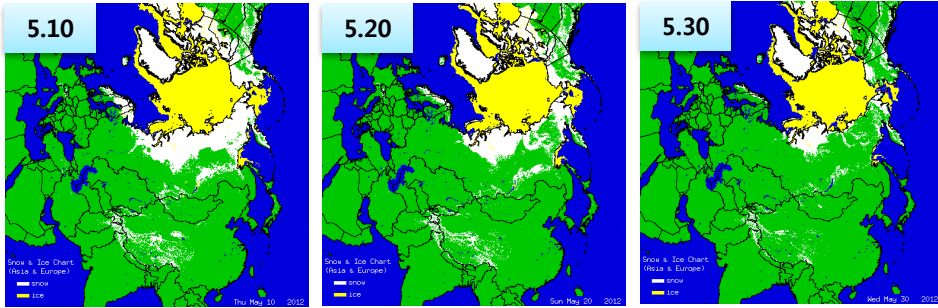 5.10
Snow & Ice Chart
(Asia & Europe)
snow
ice
Thu May 10 2012
5.20
Snow & Ice Chart
(Asia & Europe)
snow
ice
Sun May 20 2012
5.30
Snow & Ice Chart
(Asia & Europe)
snow
ice
Wed May 30 2012